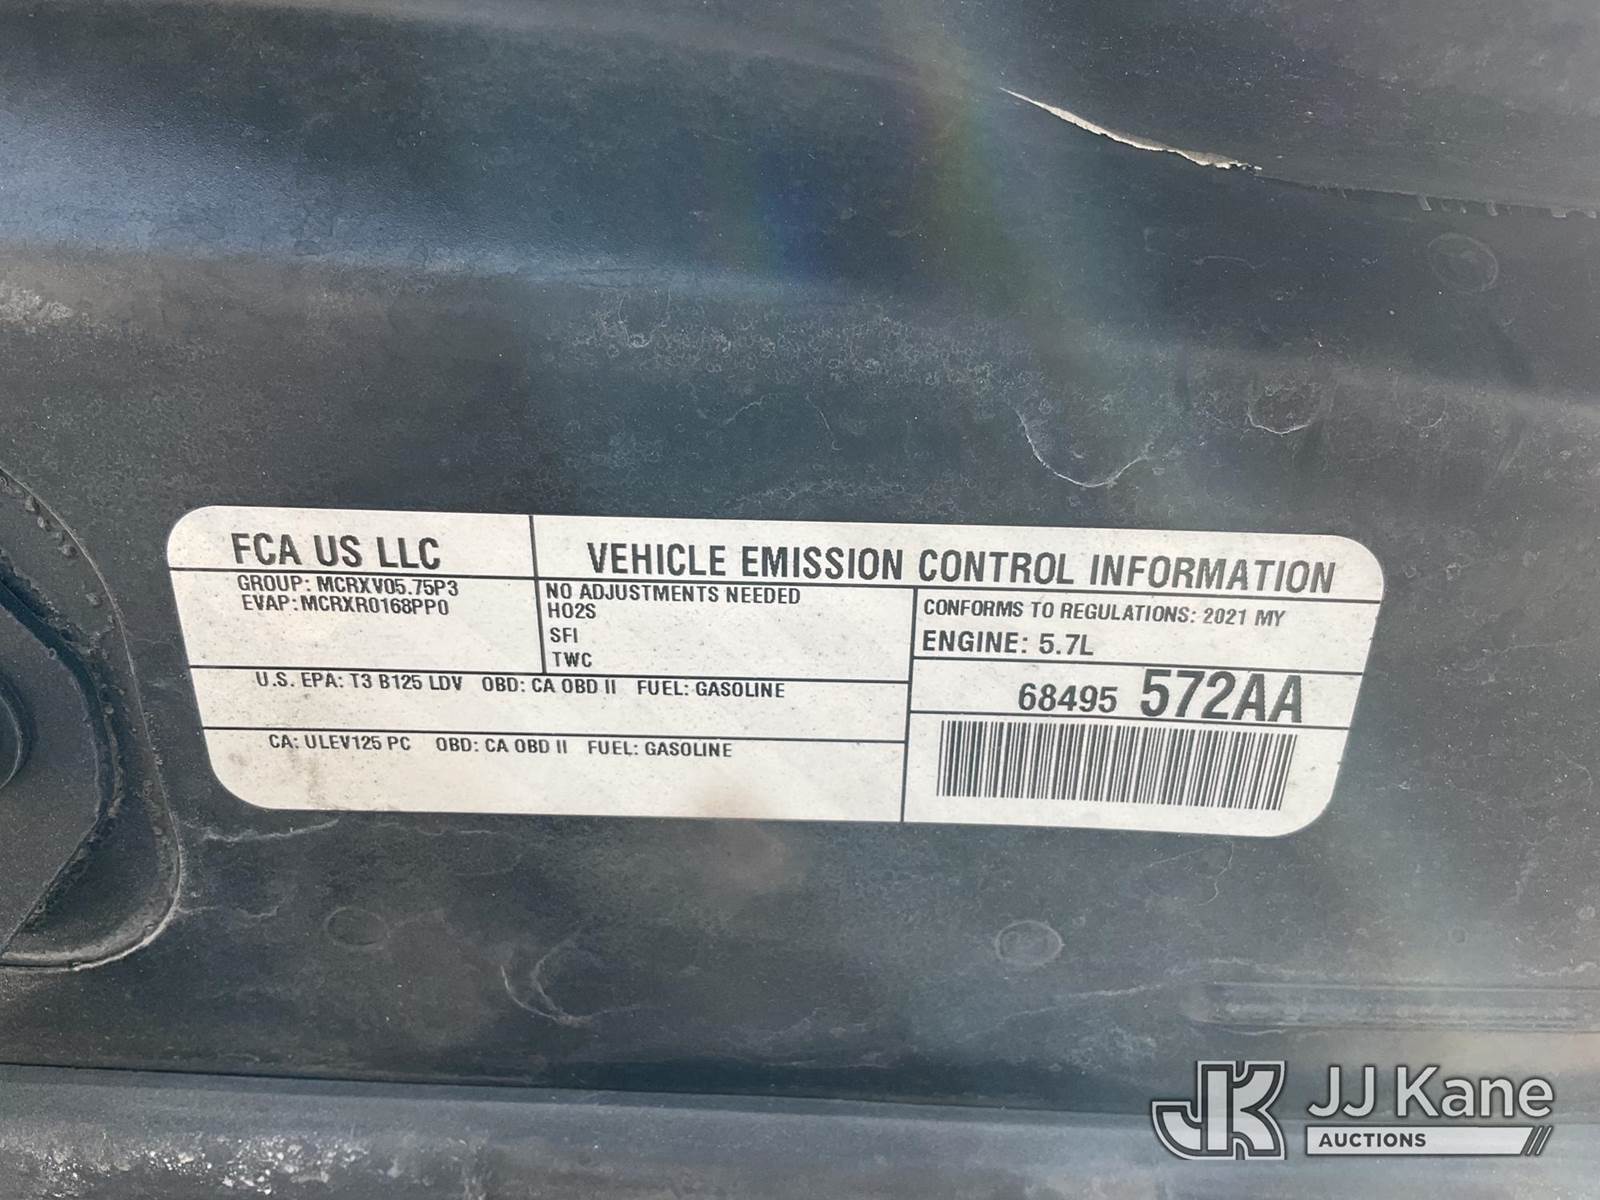 FCA US LLC
GROUP: MCRXV05.75P3
EVAP: MCRXR0168PP0
VEHICLE EMISSION CONTROL INFORMATION
NO ADJUSTMENTS NEEDED
HO2S
SFI
TWC
CONFORMS TO REGULATIONS: 2021 MY
ENGINE: 5.7L
U.S. EPA: T3 B125 LDV OBD: CA OBD II FUEL: GASOLINE
68495 572AA
CA: ULEV125 PC OBD: CA OBD II FUEL: GASOLINE
JK JJ Kane
AUCTIONS